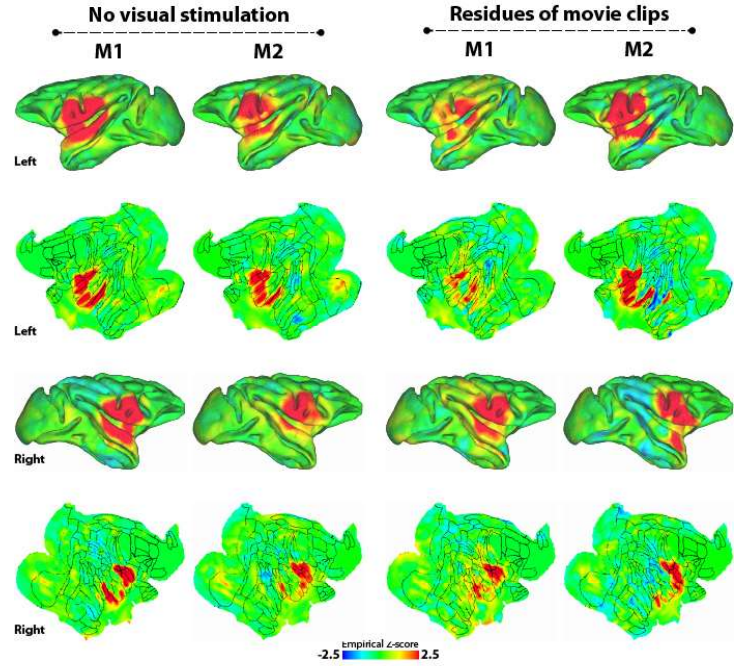 No visual stimulation
Residues of movie clips
M1
M2
M1
M2
Left
Left
Right
Right
Empirical Z-score
-2.5
2.5